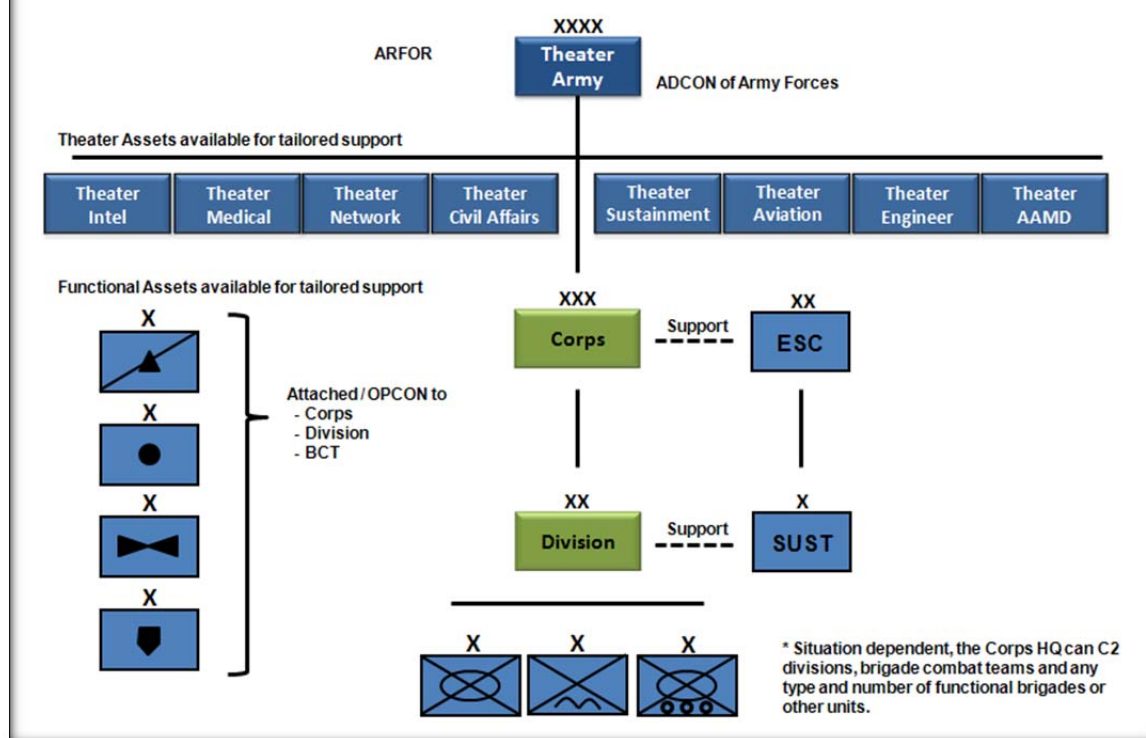 XXXX
ARFOR
Theater
Army
ADCON of Army Forces
Theater Assets available for tailored support
Theater
Intel
Theater
Medical
Theater
Network
Theater
Civil Affairs
Theater
Sustainment
Theater
Aviation
Theater
Engineer
Theater
AAMD
Functional Assets available for tailored support
X
X
X
X
Attached / OPCON to
- Corps
- Division
- BCT
XXX
Corps
Support
XX
ESC
XX
Division
Support
X
SUST
X
X
X
* Situation dependent, the Corps HQ can C2
divisions, brigade combat teams and any
type and number of functional brigades or
other units.